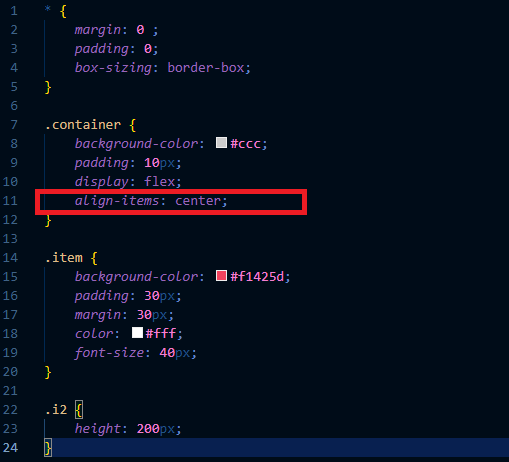 1 * {
2 margin: 0 ;
3 padding: 0;
4 box-sizing: border-box;
5 }
6
7 .container {
8 background-color: #ccc;
9 padding: 10px;
10 display: flex;
11 align-items: center;
12 }
13
14 .item {
15 background-color: #f1425d;
16 padding: 30px;
17 margin: 30px;
18 color: #fff;
19 font-size: 40px;
20 }
21
22 .i2 {
23 height: 200px;
24 }